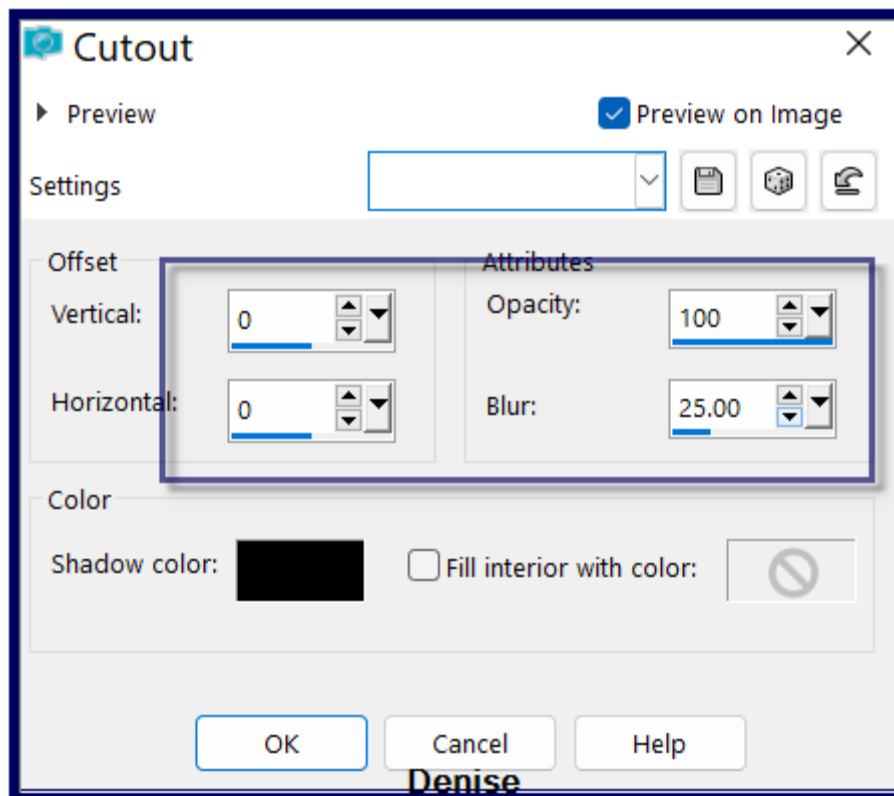 Cutout
Preview
Preview on Image
Settings
Offset
Attributes
Vertical:
0
Opacity:
100
Horizontal:
0
Blur:
25.00
Color
Shadow color:
Fill interior with color:
OK
Cancel
Help
Denise